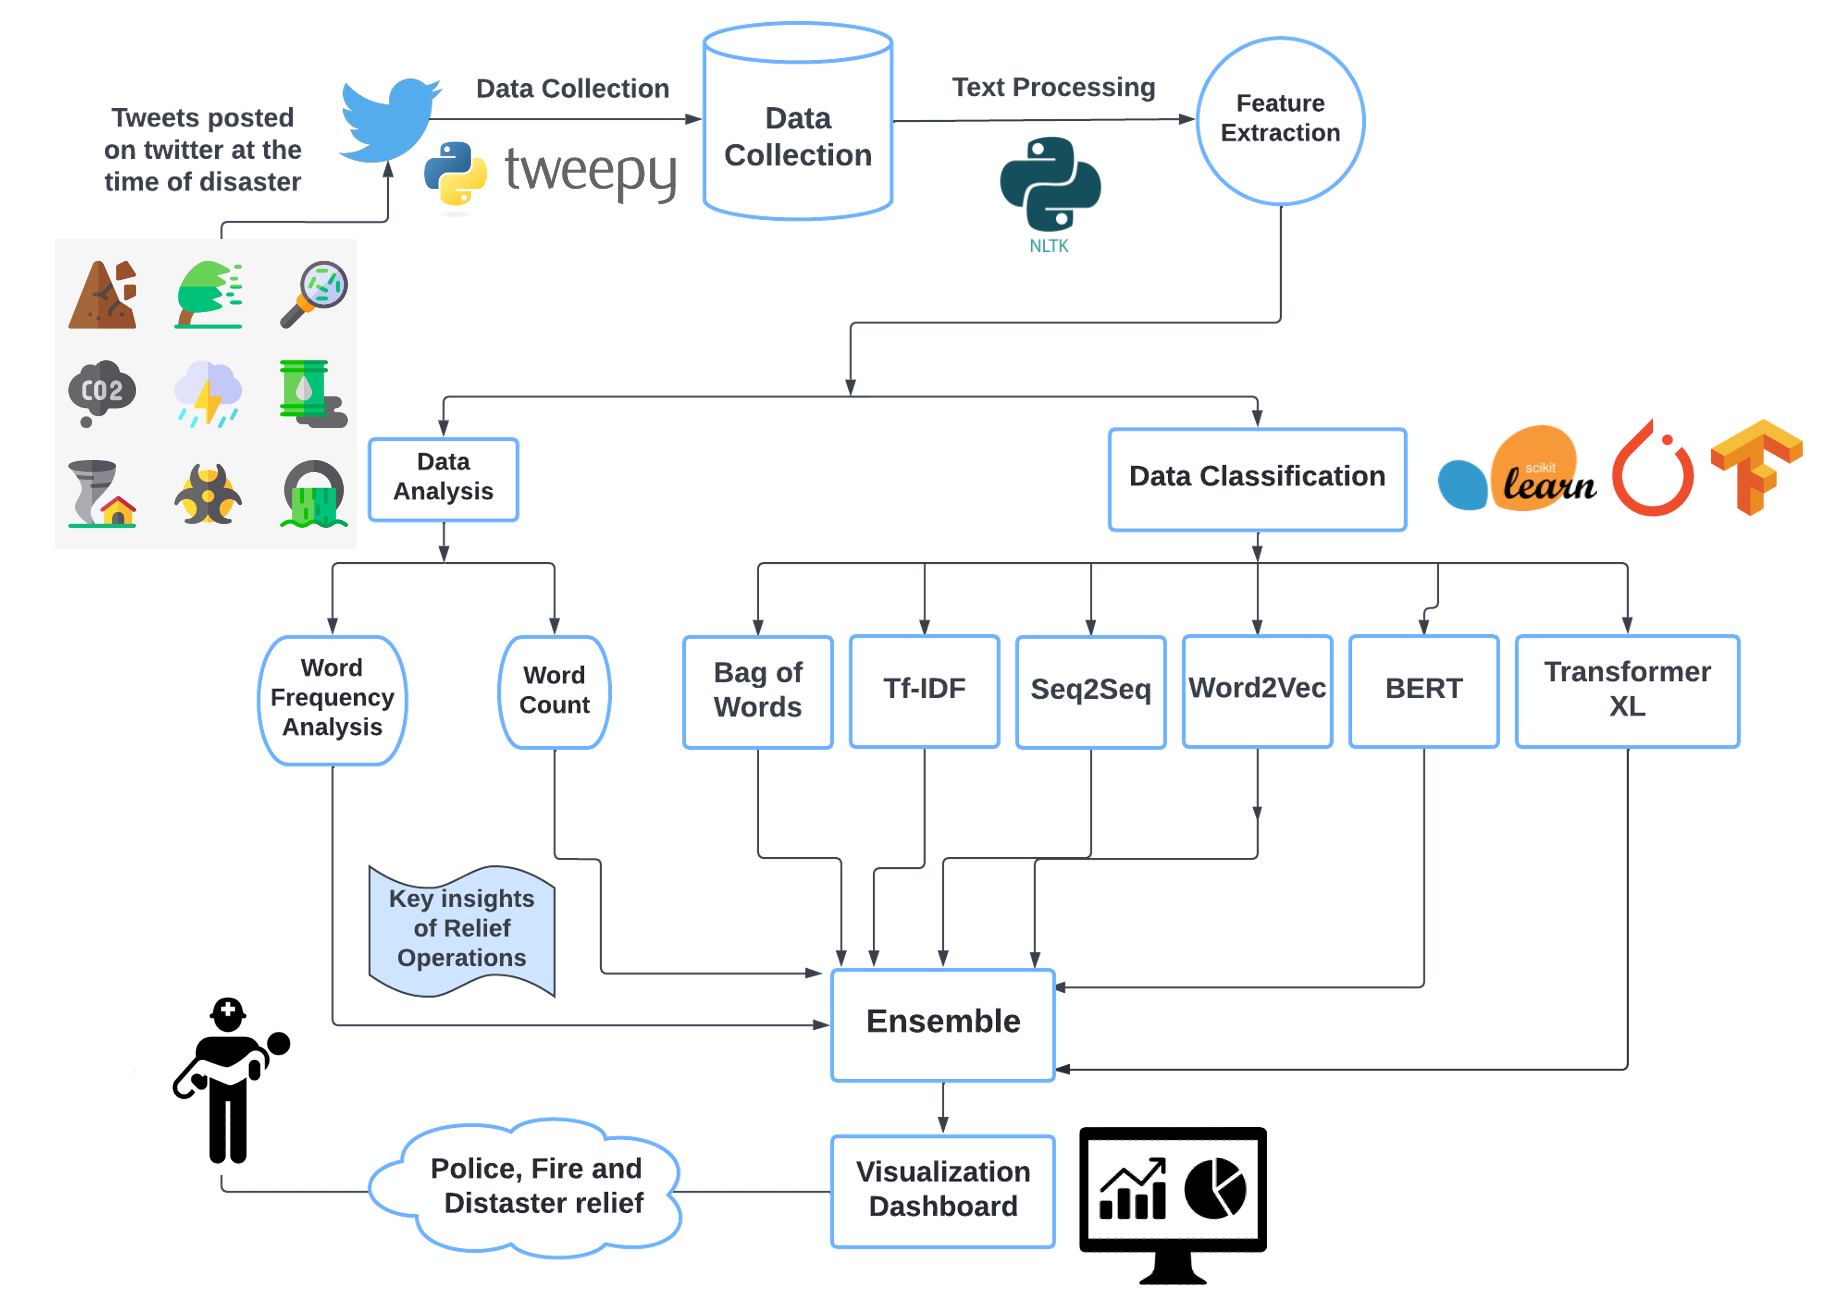 Tweets posted
on twitter at the
time of disaster
Data Collection
tweepy
Data
Collection
Text Processing
NLTK
Feature
Extraction
CO2
Data
Analysis
Data Classification
scikit
learn
Word
Frequency
Analysis
Word
Count
Bag of
Words
Tf-IDF
Seq2Seq
Word2Vec
BERT
Transformer
XL
Key insights
of Relief
Operations
Ensemble
Police, Fire and
Distaster relief
Visualization
Dashboard